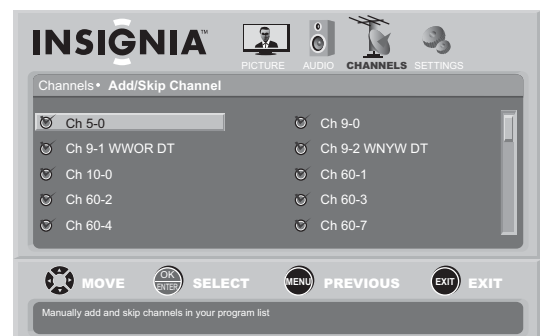 INSIGNIA™
PICTURE AUDIO CHANNELS SETTINGS
Channels• Add/Skip Channel
Ch 5-0 Ch 9-0
Ch 9-1 WWOR DT Ch 9-2 WNYW DT
Ch 10-0 Ch 60-1
Ch 60-2 Ch 60-3
Ch 60-4 Ch 60-7
MOVE OK ENTER SELECT MENU PREVIOUS EXIT EXIT
Manually add and skip channels in your program list